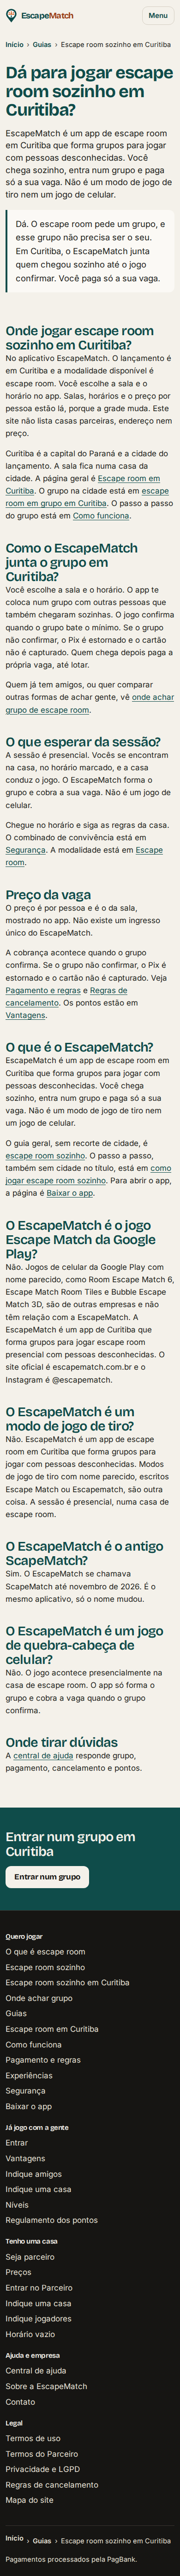 EscapeMatch
Menu
Início › Guias › Escape room sozinho em Curitiba
Dá para jogar escape
room sozinho em
Curitiba?
EscapeMatch é um app de escape room
em Curitiba que forma grupos para jogar
com pessoas desconhecidas. Você
chega sozinho, entra num grupo e paga
só a sua vaga. Não é um modo de jogo de
tiro nem um jogo de celular.
Dá. O escape room pede um grupo, e
esse grupo não precisa ser o seu.
Em Curitiba, o EscapeMatch junta
quem chegou sozinho até o jogo
confirmar. Você paga só a sua vaga.
Onde jogar escape room
sozinho em Curitiba?
No aplicativo EscapeMatch. O lançamento é
em Curitiba e a modalidade disponível é
escape room. Você escolhe a sala e o
horário no app. Salas, horários e o preço por
pessoa estão lá, porque a grade muda. Este
site não lista casas parceiras, endereço nem
preço.
Curitiba é a capital do Paraná e a cidade do
lançamento. A sala fica numa casa da
cidade. A página geral é Escape room em
Curitiba. O grupo na cidade está em escape
room em grupo em Curitiba. O passo a passo
do grupo está em Como funciona.
Como o EscapeMatch
junta o grupo em
Curitiba?
Você escolhe a sala e o horário. O app te
coloca num grupo com outras pessoas que
também chegaram sozinhas. O jogo confirma
quando o grupo bate o mínimo. Se o grupo
não confirmar, o Pix é estornado e o cartão
não é capturado. Quem chega depois paga a
própria vaga, até lotar.
Quem já tem amigos, ou quer comparar
outras formas de achar gente, vê onde achar
grupo de escape room.
O que esperar da sessão?
A sessão é presencial. Vocês se encontram
na casa, no horário marcado, e a casa
conduz o jogo. O EscapeMatch forma o
grupo e cobra a sua vaga. Não é um jogo de
celular.
Chegue no horário e siga as regras da casa.
O combinado de convivência está em
Segurança. A modalidade está em Escape
room.
Preço da vaga
O preço é por pessoa e é o da sala,
mostrado no app. Não existe um ingresso
único do EscapeMatch.
A cobrança acontece quando o grupo
confirma. Se o grupo não confirmar, o Pix é
estornado e o cartão não é capturado. Veja
Pagamento e regras e Regras de
cancelamento. Os pontos estão em
Vantagens.
O que é o EscapeMatch?
EscapeMatch é um app de escape room em
Curitiba que forma grupos para jogar com
pessoas desconhecidas. Você chega
sozinho, entra num grupo e paga só a sua
vaga. Não é um modo de jogo de tiro nem
um jogo de celular.
O guia geral, sem recorte de cidade, é
escape room sozinho. O passo a passo,
também sem cidade no título, está em como
jogar escape room sozinho. Para abrir o app,
a página é Baixar o app.
O EscapeMatch é o jogo
Escape Match da Google
Play?
Não. Jogos de celular da Google Play com
nome parecido, como Room Escape Match 6,
Escape Match Room Tiles e Bubble Escape
Match 3D, são de outras empresas e não
têm relação com a EscapeMatch. A
EscapeMatch é um app de Curitiba que
forma grupos para jogar escape room
presencial com pessoas desconhecidas. O
site oficial é escapematch.com.br e o
Instagram é @escapematch.
O EscapeMatch é um
modo de jogo de tiro?
Não. EscapeMatch é um app de escape
room em Curitiba que forma grupos para
jogar com pessoas desconhecidas. Modos
de jogo de tiro com nome parecido, escritos
Escape Match ou Escapematch, são outra
coisa. A sessão é presencial, numa casa de
escape room.
O EscapeMatch é o antigo
ScapeMatch?
Sim. O EscapeMatch se chamava
ScapeMatch até novembro de 2026. É o
mesmo aplicativo, só o nome mudou.
O EscapeMatch é um jogo
de quebra-cabeça de
celular?
Não. O jogo acontece presencialmente na
casa de escape room. O app só forma o
grupo e cobra a vaga quando o grupo
confirma.
Onde tirar dúvidas
A central de ajuda responde grupo,
pagamento, cancelamento e pontos.
Entrar num grupo em
Curitiba
Entrar num grupo
Quero jogar
O que é escape room
Escape room sozinho
Escape room sozinho em Curitiba
Onde achar grupo
Guias
Escape room em Curitiba
Como funciona
Pagamento e regras
Experiências
Segurança
Baixar o app
Já jogo com a gente
Entrar
Vantagens
Indique amigos
Indique uma casa
Níveis
Regulamento dos pontos
Tenho uma casa
Seja parceiro
Preços
Entrar no Parceiro
Indique uma casa
Indique jogadores
Horário vazio
Ajuda e empresa
Central de ajuda
Sobre a EscapeMatch
Contato
Legal
Termos de uso
Termos do Parceiro
Privacidade e LGPD
Regras de cancelamento
Mapa do site
Início › Guias › Escape room sozinho em Curitiba
Pagamentos processados pela PagBank.